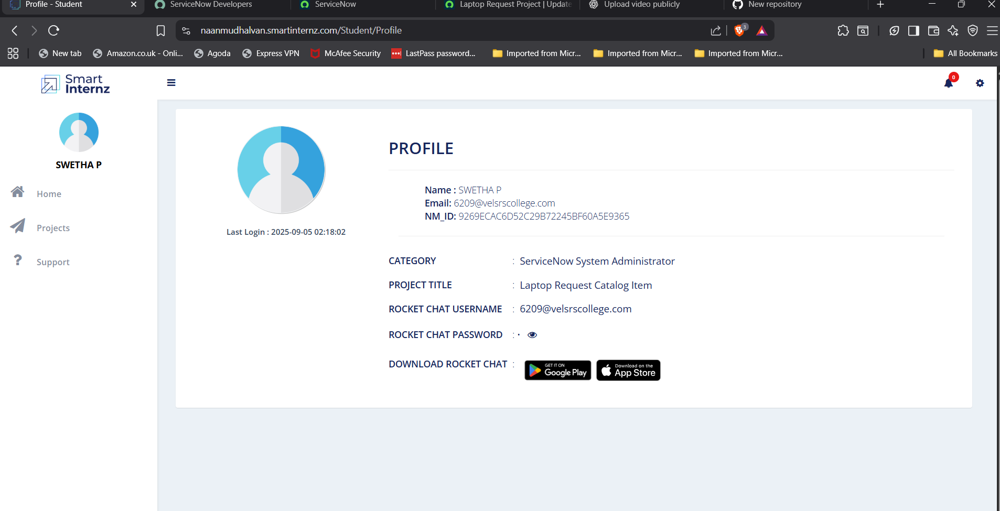 Profile - Student
ServiceNow Developers
ServiceNow
Laptop Request Project | Update
Upload video publicly
New repository
naanmudhalvan.smartinternz.com/Student/Profile
3
New tab
Amazon.co.uk - Onli...
Agoda
Express VPN
McAfee Security
LastPass password...
Imported from Micr...
Imported from Micr...
Imported from Micr...
All Bookmarks
Smart
Internz
0
SWETHA P
Home
Projects
Support
Last Login : 2025-09-05 02:18:02
PROFILE
Name : SWETHA P
Email: 6209@velsrscollege.com
NM_ID: 9269ECAC6D52C29B72245BF60A5E9365
CATEGORY : ServiceNow System Administrator
PROJECT TITLE : Laptop Request Catalog Item
ROCKET CHAT USERNAME : 6209@velsrscollege.com
ROCKET CHAT PASSWORD : ·
DOWNLOAD ROCKET CHAT :
GET IT ON
Google Play
Download on the
App Store